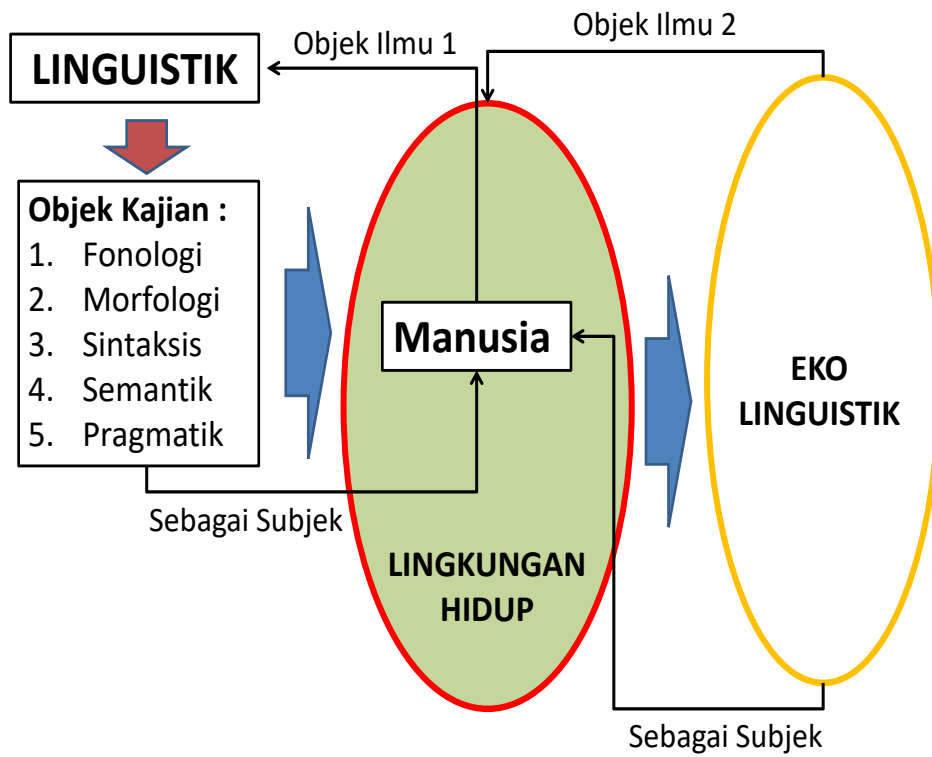 Objek Ilmu 1
Objek Ilmu 2
LINGUISTIK
Objek Kajian :
1. Fonologi
2. Morfologi
3. Sintaksis
4. Semantik
5. Pragmatik
Sebagai Subjek
Manusia
LINGKUNGAN
HIDUP
EKO
LINGUISTIK
Sebagai Subjek